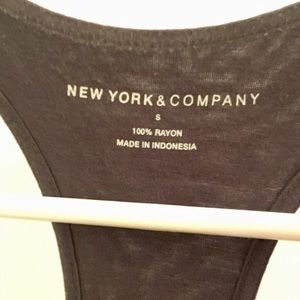 NEW YORK & COMPANY
S
100% RAYON
MADE IN INDONESIA